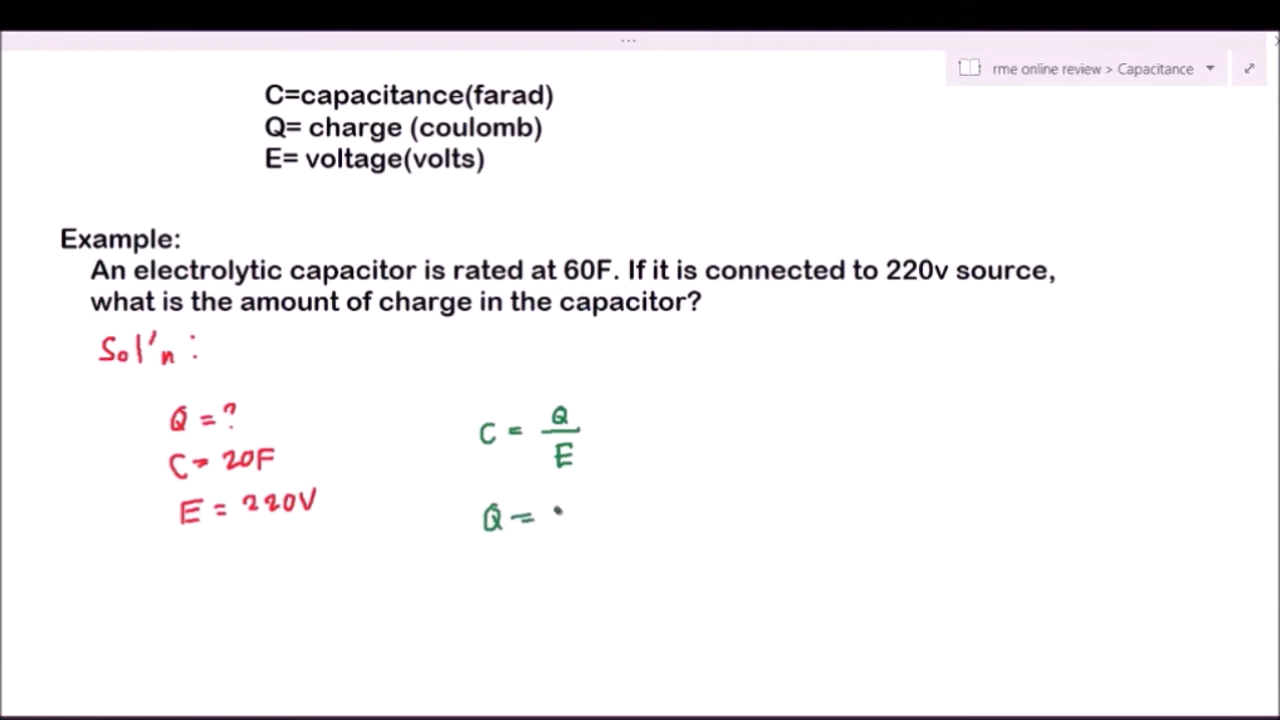 ...
rme online review > Capacitance
C=capacitance(farad)
Q= charge (coulomb)
E= voltage(volts)
Example:
An electrolytic capacitor is rated at 60F. If it is connected to 220v source,
what is the amount of charge in the capacitor?
Sol'n :
Q = ?
C = 20F
E = 220V
C = Q
E
Q =